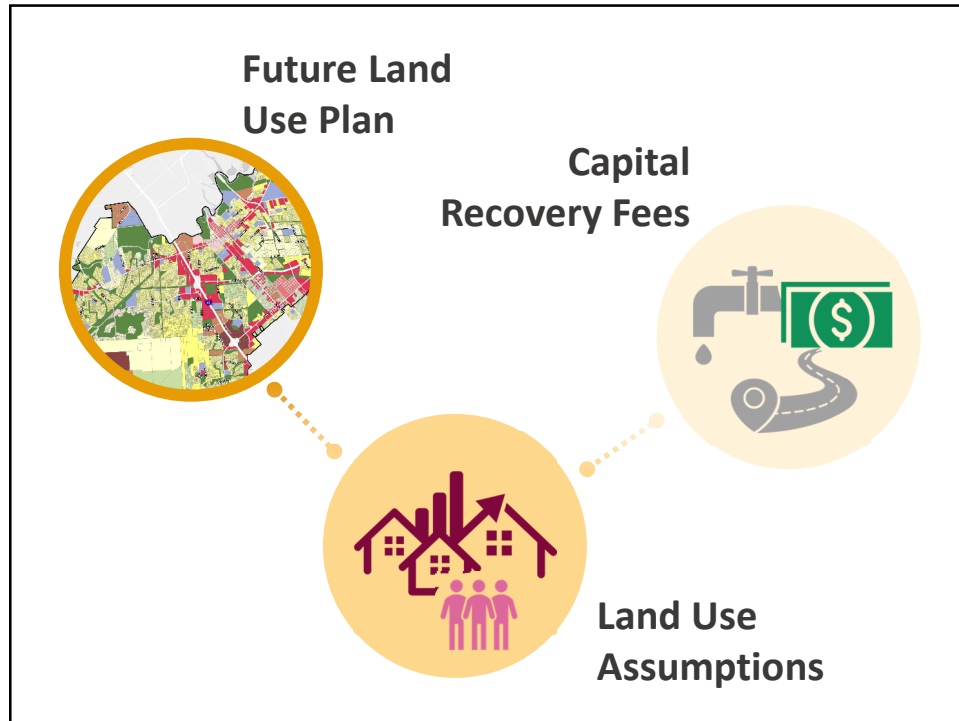 Future Land
Use Plan
Capital
Recovery Fees
$
Land Use
Assumptions